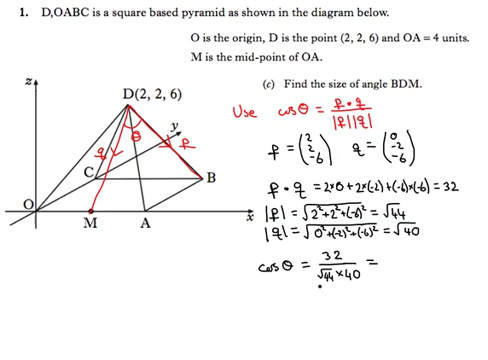 1. D,OABC is a square based pyramid as shown in the diagram below.
O is the origin, D is the point (2, 2, 6) and OA = 4 units.
M is the mid-point of OA.
(c) Find the size of angle BDM.
Use cosθ = p·q / |p||q|
p = (2 2 -6) q = (0 -2 -6)
p · q = 2×0 + 2×(-2) + (-6)×(-6) = 32
|p| = √2²+2²+(-6)² = √44
|q| = √0²+(-2)²+(-6)² = √40
cosθ = 32 / √44 × 40 =
z
D(2, 2, 6)
y
θ
q
p
C
B
O
M
A
x